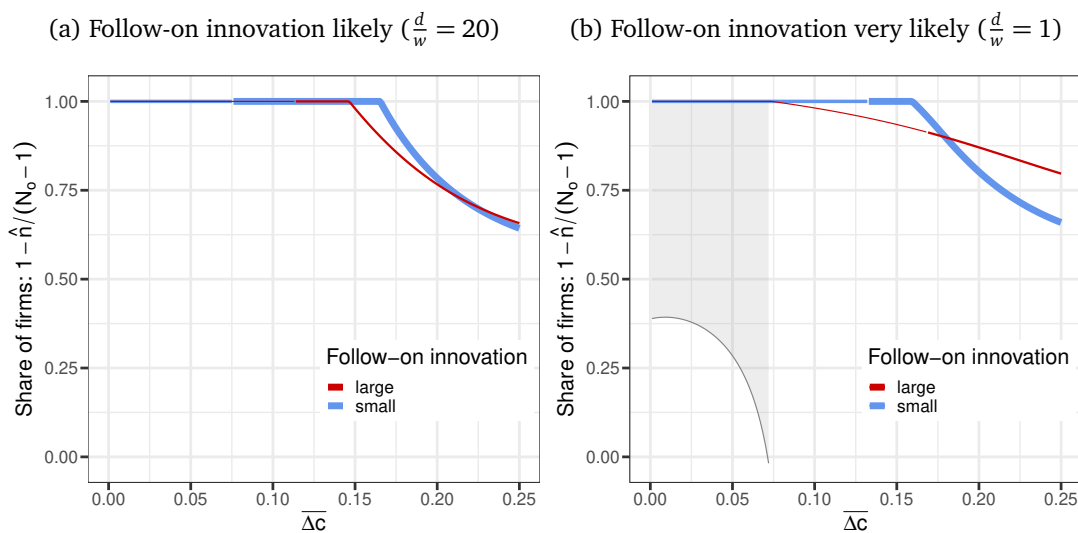 (a) Follow-on innovation likely (d/w = 20)
Share of firms: 1 − n̂/(N₀ − 1)
1.00
0.75
0.50
0.25
0.00
Follow−on innovation
large
small
0.00 0.05 0.10 0.15 0.20 0.25
Δc̅
(b) Follow-on innovation very likely (d/w = 1)
Share of firms: 1 − n̂/(N₀ − 1)
1.00
0.75
0.50
0.25
0.00
Follow−on innovation
large
small
0.00 0.05 0.10 0.15 0.20 0.25
Δc̅